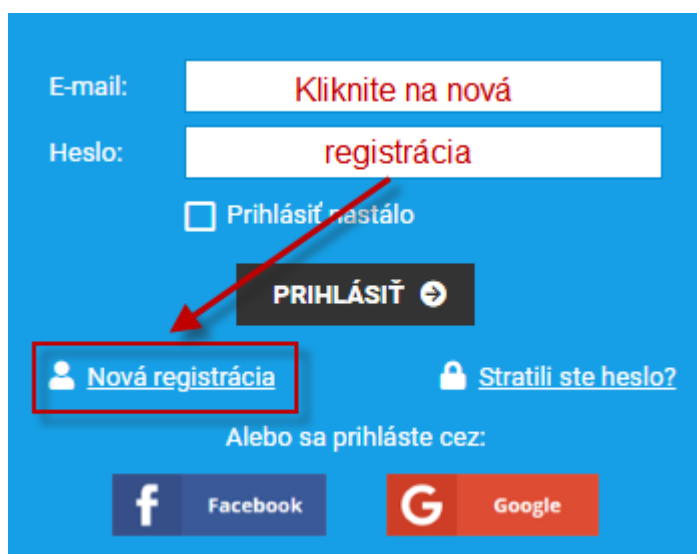 E-mail: Kliknite na nová
Heslo: registrácia
Prihlásiť nastálo
PRIHLÁSIŤ
Nová registrácia Stratili ste heslo?
Alebo sa prihláste cez:
f Facebook G Google